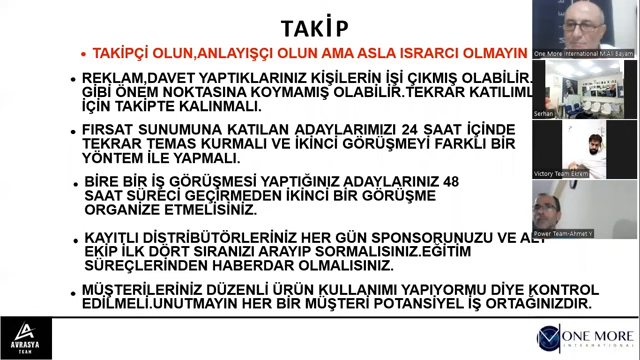 TAKİP
TAKİPÇİ OLUN,ANLAYIŞÇI OLUN AMA ASLA ISRARCI OLMAYIN
REKLAM,DAVET YAPTIKLARINIZ KİŞİLERİN İŞİ ÇIKMIŞ OLABİLİR.
GİBİ ÖNEM NOKTASINA KOYMAMIŞ OLABİLİR.TEKRAR KATILIML
İÇİN TAKİPTE KALINMALI.
FIRSAT SUNUMUNA KATILAN ADAYLARIMIZI 24 SAAT İÇİNDE
TEKRAR TEMAS KURMALI VE İKİNCİ GÖRÜŞMEYİ FARKLI BİR
YÖNTEM İLE YAPMALI.
BİRE BİR İŞ GÖRÜŞMESİ YAPTIĞINIZ ADAYLARINIZ 48
SAAT SÜRECİ GEÇİRMEDEN İKİNCİ BİR GÖRÜŞME
ORGANİZE ETMELİSİNİZ.
KAYITLI DİSTRİBÜTÖRLERİNİZ HER GÜN SPONSORUNUZU VE ALT
EKİP İLK DÖRT SIRANIZI ARAYIP SORMALISINIZ.EĞİTİM
SÜREÇLERİNDEN HABERDAR OLMALISINIZ.
MÜŞTERİLERİNİZ DÜZENLİ ÜRÜN KULLANIMI YAPIYORMU DİYE KONTROL
EDİLMELİ.UNUTMAYIN HER BİR MÜŞTERİ POTANSİYEL İŞ ORTAĞINIZDIR.
One More International M.Ali Bayam
Serhan
Victory Team Ekrem
Power Team-Ahmet Y.
AVRASYA
TEAM
ONE MORE
INTERNATIONAL